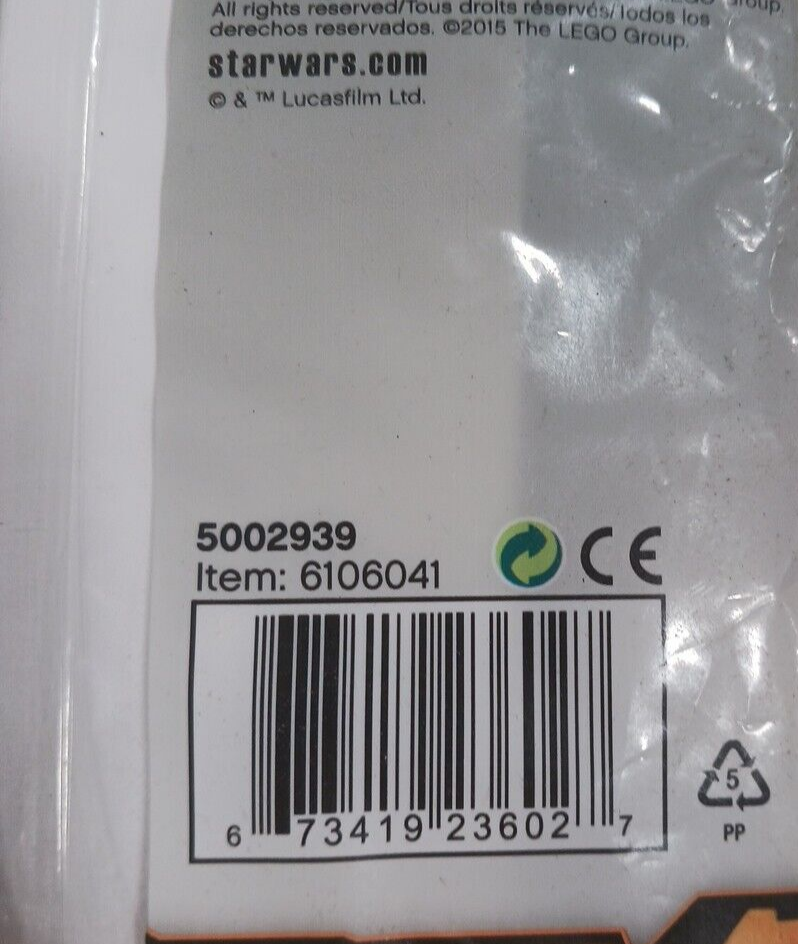 All rights reserved/Tous droits réservés/Todos los
derechos reservados. ©2015 The LEGO Group.
starwars.com
© & ™ Lucasfilm Ltd.
5002939
Item: 6106041
CE
6 73419 23602 7
5
PP